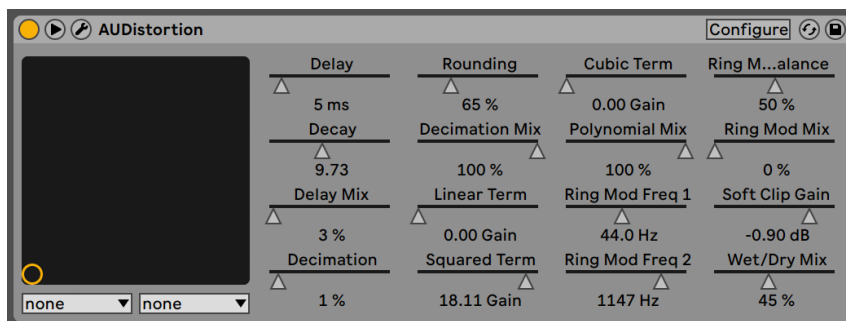 AUDistortion Configure
Delay Rounding Cubic Term Ring M...alance
5 ms 65 % 0.00 Gain 50 %
Decay Decimation Mix Polynomial Mix Ring Mod Mix
9.73 100 % 100 % 0 %
Delay Mix Linear Term Ring Mod Freq 1 Soft Clip Gain
3 % 0.00 Gain 44.0 Hz -0.90 dB
Decimation Squared Term Ring Mod Freq 2 Wet/Dry Mix
none none 1 % 18.11 Gain 1147 Hz 45 %